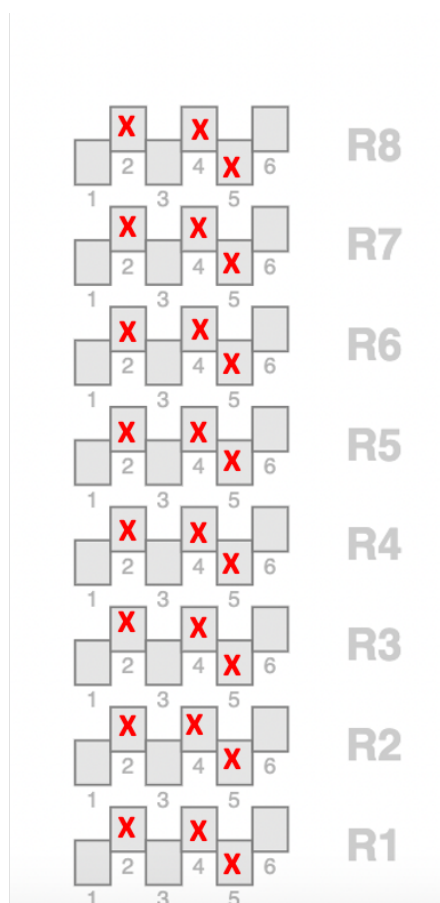 X X R8
2 4 X 6
1 3 5
X X R7
2 4 X 6
1 3 5
X X R6
2 4 X 6
1 3 5
X X R5
2 4 X 6
1 3 5
X X R4
2 4 X 6
1 3 5
X X R3
2 4 X 6
1 3 5
X X R2
2 4 X 6
1 3 5
X X R1
2 4 X 6
1 3 5